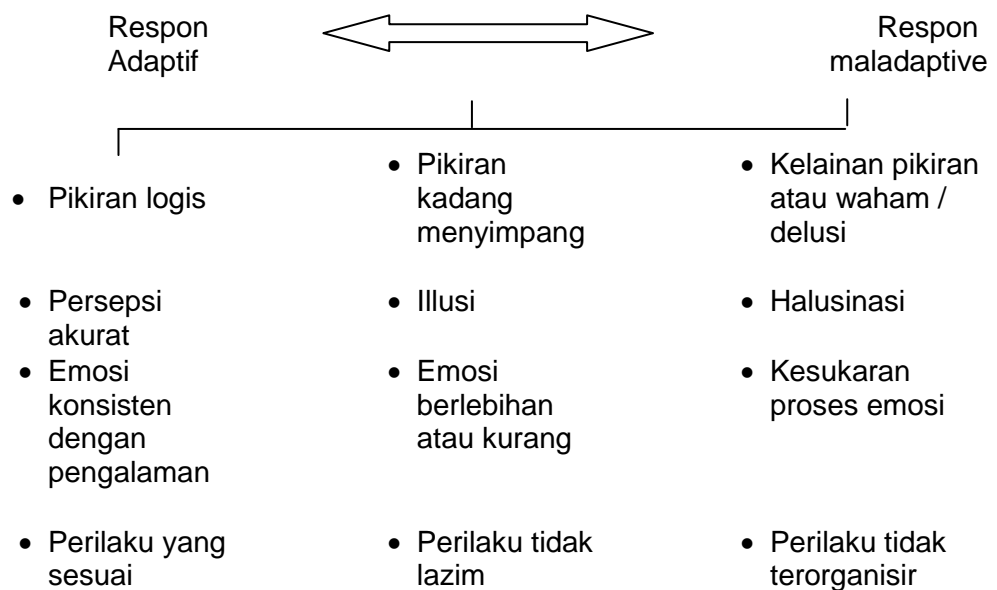 Respon
Adaptif
Respon
maladaptive
• Pikiran logis
• Pikiran
kadang
menyimpang
• Kelainan pikiran
atau waham /
delusi
• Persepsi
akurat
• Illusi
• Halusinasi
• Emosi
konsisten
dengan
pengalaman
• Emosi
berlebihan
atau kurang
• Kesukaran
proses emosi
• Perilaku yang
sesuai
• Perilaku tidak
lazim
• Perilaku tidak
terorganisir